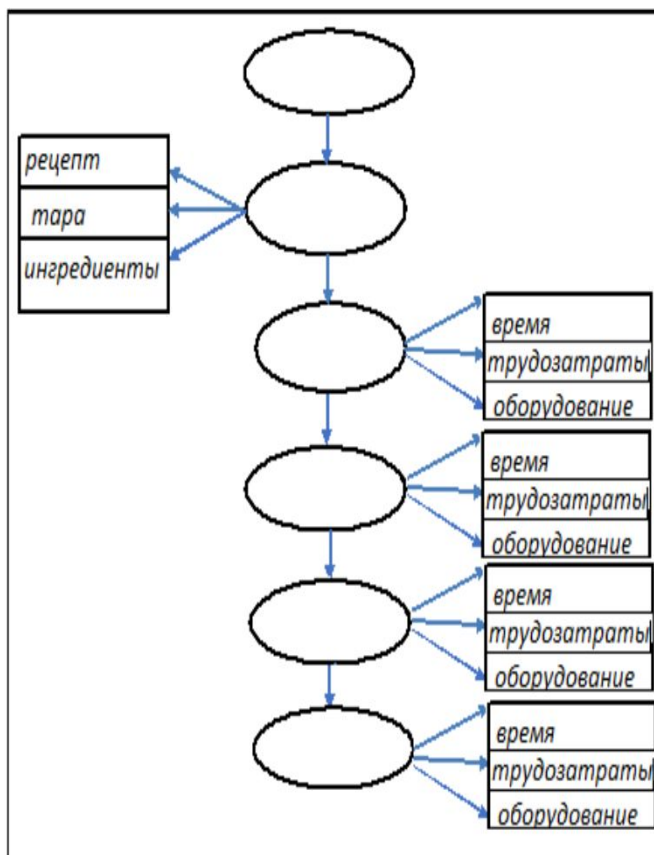 рецепт
тара
ингредиенты
время
трудозатраты
оборудование
время
трудозатраты
оборудование
время
трудозатраты
оборудование
время
трудозатраты
оборудование